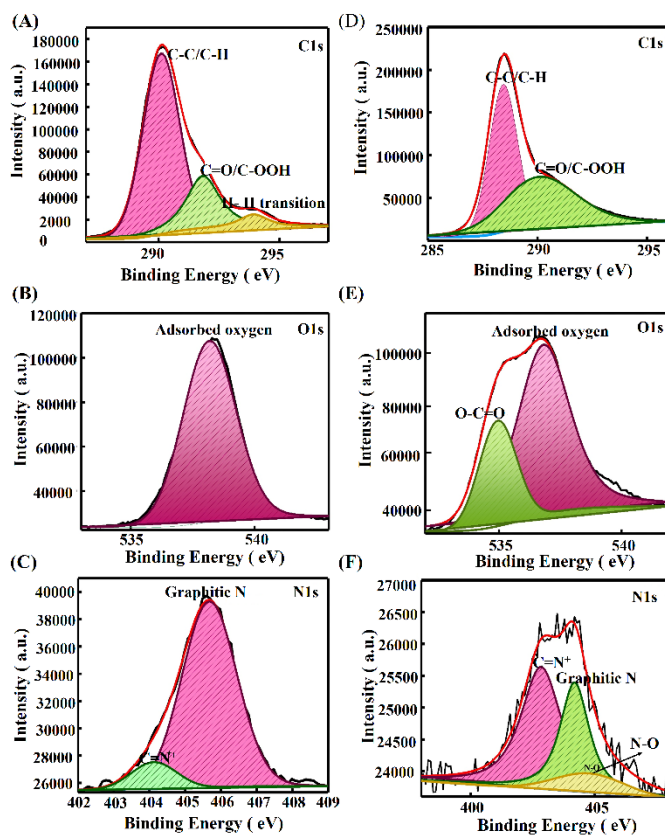 (A)
C1s
C-C/C-H
C=O/C-OOH
Π- Π transition
180000
160000
140000
120000
100000
80000
60000
40000
2000
0
290
295
Intensity ( a.u.)
Binding Energy ( eV)
(D)
C1s
C-C/C-H
C=O/C-OOH
250000
200000
150000
100000
50000
285
290
295
Intensity ( a.u.)
Binding Energy ( eV)
(B)
O1s
Adsorbed oxygen
120000
100000
80000
60000
40000
535
540
Intensity ( a.u.)
Binding Energy ( eV)
(E)
O1s
Adsorbed oxygen
O-C=O
100000
80000
60000
40000
535
540
Intensity ( a.u.)
Binding Energy ( eV)
(C)
Graphitic N
N1s
C=N⁺
40000
38000
36000
34000
32000
30000
28000
26000
402 403 404 405 406 407 408 409
Intensity ( a.u.)
Binding Energy ( eV)
(F)
N1s
C=N⁺
Graphitic N
N-O
N-O
27000
26500
25500
25000
24000
400
405
Intensity ( a.u.)
Binding Energy ( eV)